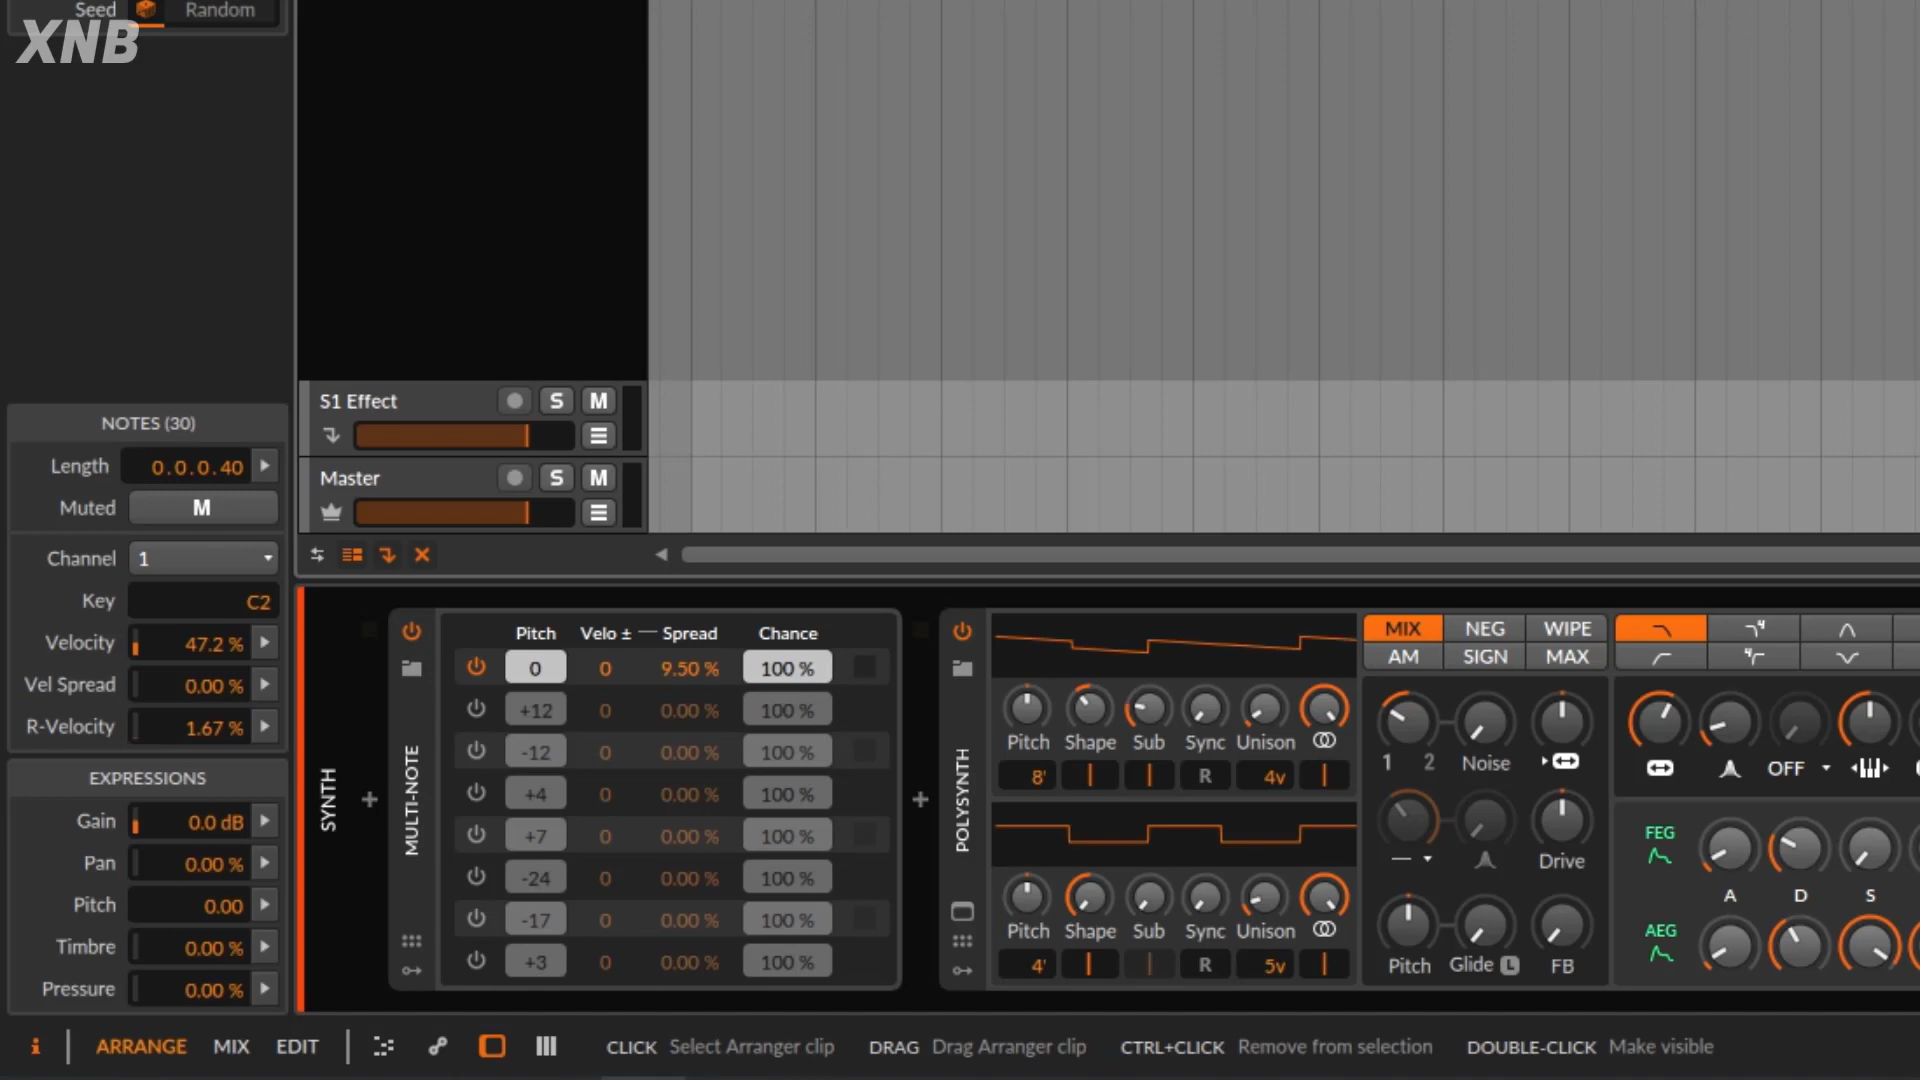 Seed Random
XNB
NOTES (30)
Length 0.0.0.40
Muted M
Channel 1
Key C2
Velocity 47.2 %
Vel Spread 0.00 %
R-Velocity 1.67 %
EXPRESSIONS
Gain 0.0 dB
Pan 0.00 %
Pitch 0.00
Timbre 0.00 %
Pressure 0.00 %
S1 Effect S M
Master S M
SYNTH
MULTI-NOTE
Pitch Velo ± Spread Chance
0 0 9.50 % 100 %
+12 0 0.00 % 100 %
-12 0 0.00 % 100 %
+4 0 0.00 % 100 %
+7 0 0.00 % 100 %
-24 0 0.00 % 100 %
-17 0 0.00 % 100 %
+3 0 0.00 % 100 %
POLYSYNTH
Pitch Shape Sub Sync Unison
8' R 4v
Pitch Shape Sub Sync Unison
4' R 5v
MIX NEG WIPE
AM SIGN MAX
1 2 Noise
Drive
Pitch Glide L FB
4
4
OFF
FEG
A D S
AEG
i ARRANGE MIX EDIT
CLICK Select Arranger clip DRAG Drag Arranger clip CTRL+CLICK Remove from selection DOUBLE-CLICK Make visible